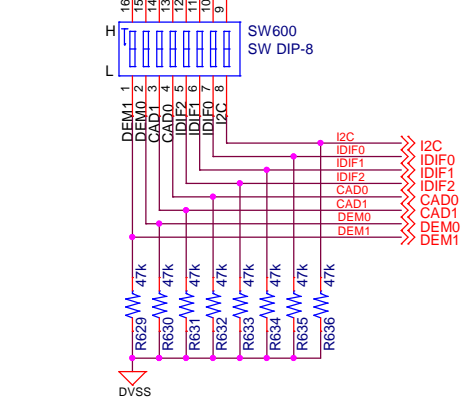 16
15
14
13
12
11
10
9
H
T
L
SW600
SW DIP-8
1
2
3
4
5
6
7
8
DEM1
DEM0
CAD1
CAD0
IDIF2
IDIF1
IDIF0
I2C
I2C I2C
IDIF0 IDIF0
IDIF1 IDIF1
IDIF2 IDIF2
CAD0 CAD0
CAD1 CAD1
DEM0 DEM0
DEM1 DEM1
47k
47k
47k
47k
47k
47k
47k
47k
R629
R630
R631
R632
R633
R634
R635
R636
DVSS